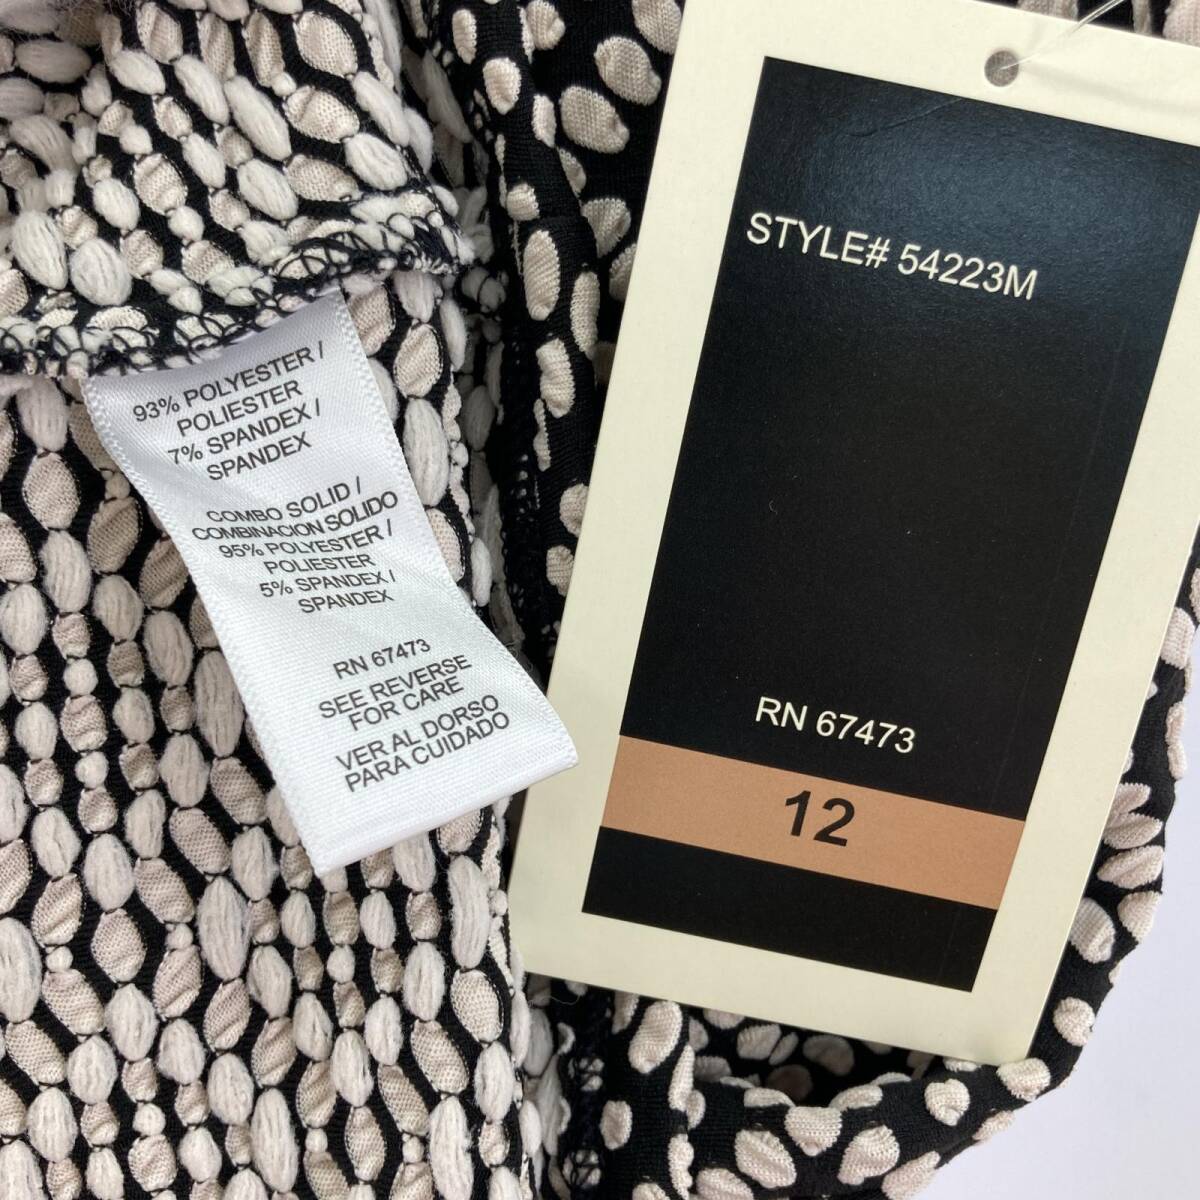 93% POLYESTER /
POLIESTER
7% SPANDEX /
SPANDEX
COMBO SOLID /
COMBINACION SOLIDO
95% POLYESTER /
POLIESTER
5% SPANDEX /
SPANDEX
RN 67473
SEE REVERSE
FOR CARE
VER AL DORSO
PARA CUIDADO
STYLE# 54223M
RN 67473
12